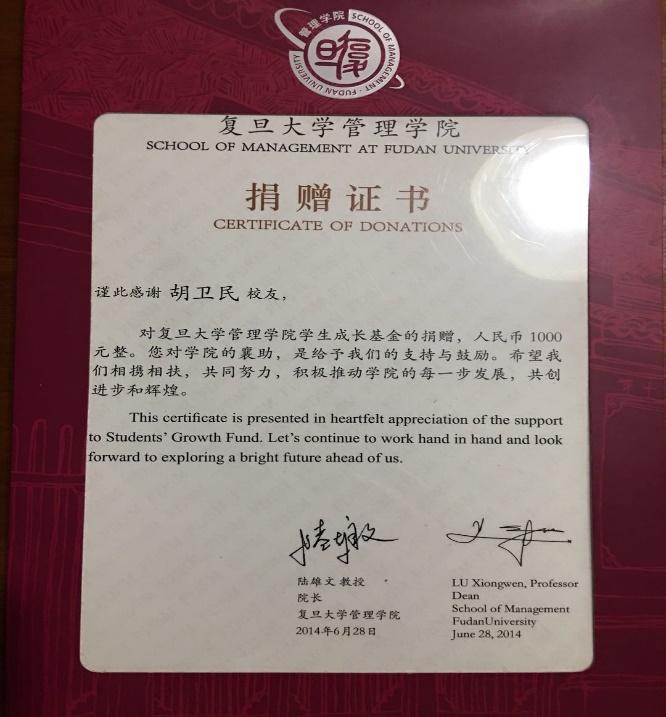 管理学院 SCHOOL OF MANAGEMENT · FUDAN UNIVERSITY
复旦大学管理学院
SCHOOL OF MANAGEMENT AT FUDAN UNIVERSITY
捐赠证书
CERTIFICATE OF DONATIONS
谨此感谢 胡卫民 校友，
对复旦大学管理学院学生成长基金的捐赠，人民币 1000
元整。您对学院的襄助，是给予我们的支持与鼓励。希望我
们相携相扶，共同努力，积极推动学院的每一步发展，共创
进步和辉煌。
This certificate is presented in heartfelt appreciation of the support
to Students' Growth Fund. Let's continue to work hand in hand and look
forward to exploring a bright future ahead of us.
陆雄文 教授
院长
复旦大学管理学院
2014年6月28日
LU Xiongwen, Professor
Dean
School of Management
FudanUniversity
June 28, 2014